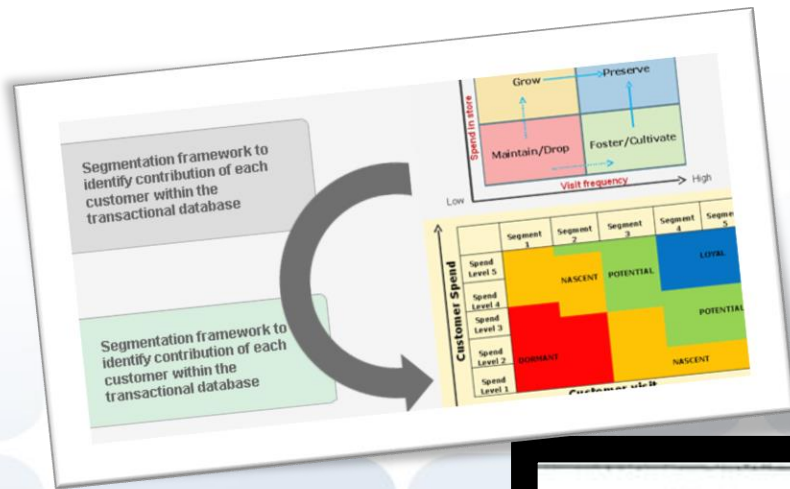 Segmentation framework to
identify contribution of each
customer within the
transactional database
Segmentation framework to
identify contribution of each
customer within the
transactional database
Spend in store
Grow
Preserve
Maintain/Drop
Foster/Cultivate
Low
Visit frequency
High
Customer Spend
Segment
1
Segment
2
Segment
3
Segment
4
Spend
Level 5
Spend
Level 4
Spend
Level 3
Spend
Level 2
Spend
Level 1
NASCENT
POTENTIAL
LOYAL
DORMANT
POTENTIAL
NASCENT
Customer visit